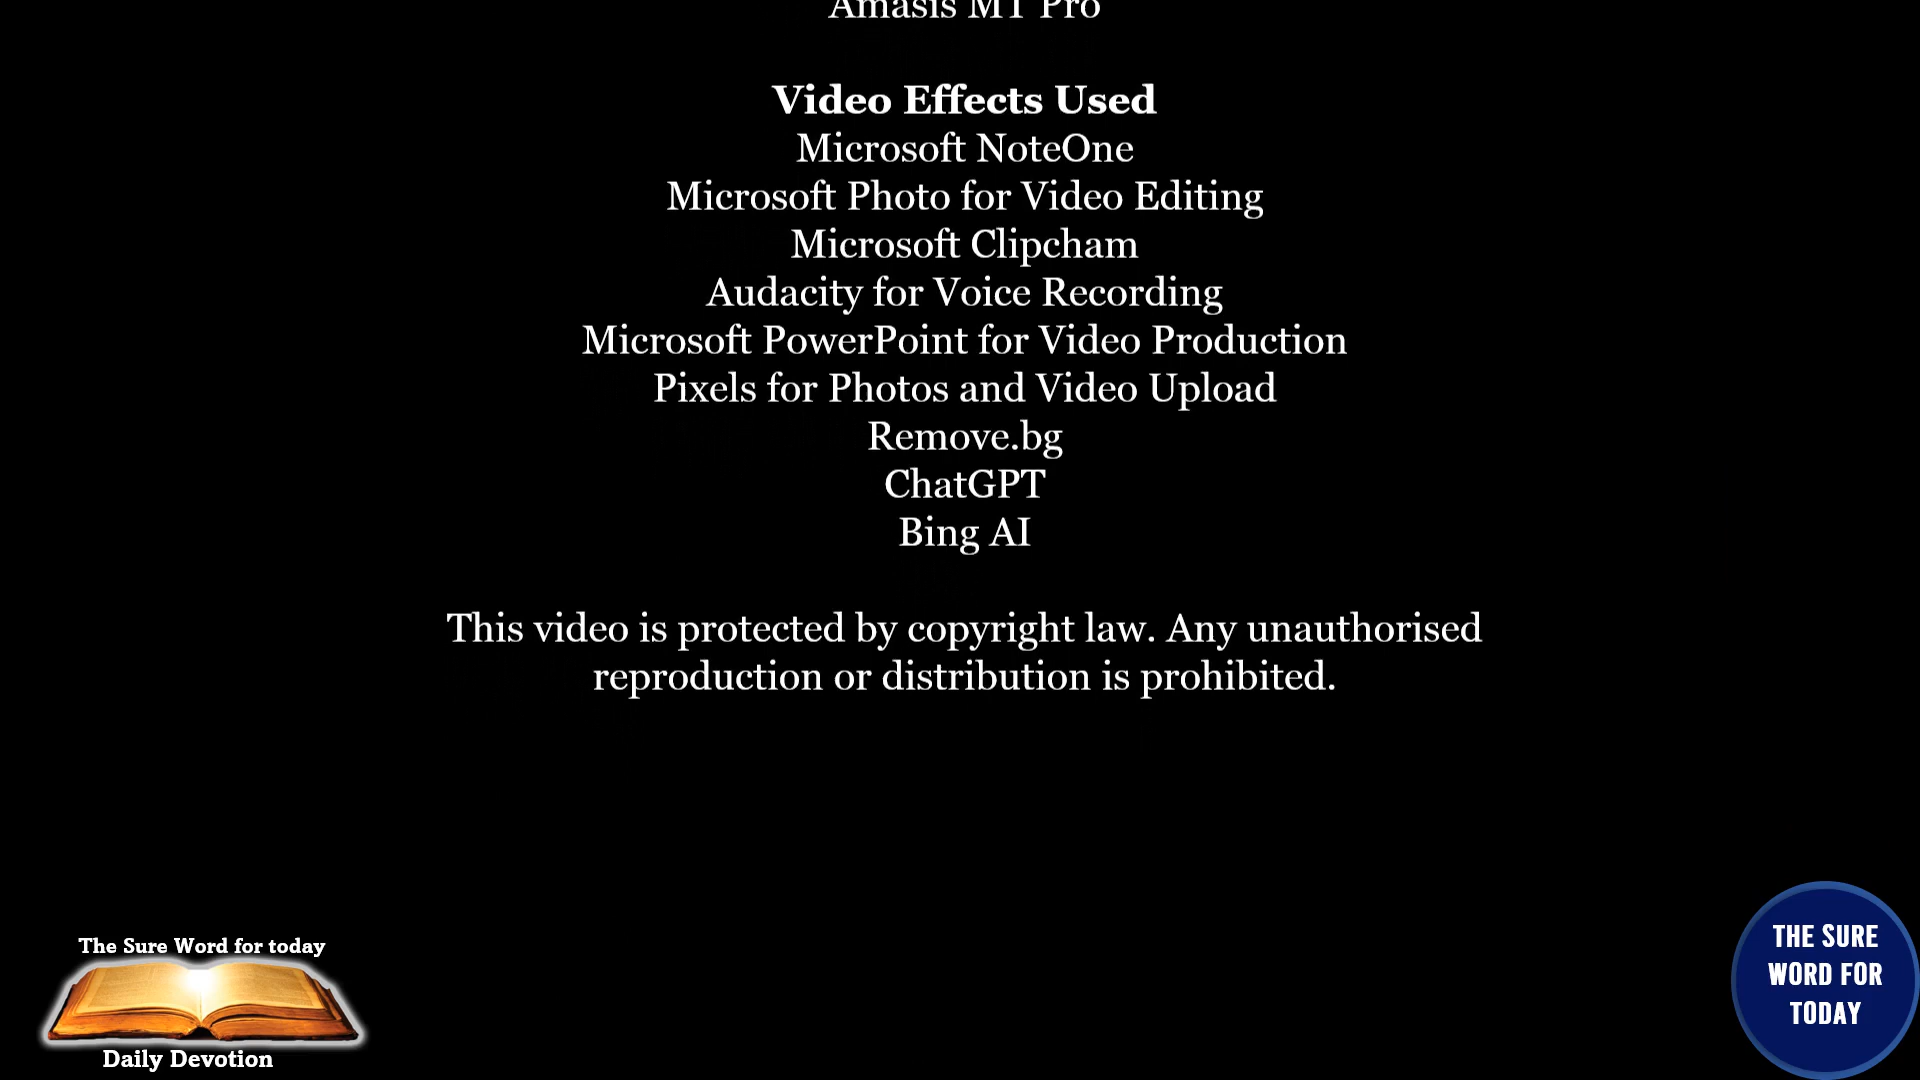 Amasis MT Pro
Video Effects Used
Microsoft NoteOne
Microsoft Photo for Video Editing
Microsoft Clipcham
Audacity for Voice Recording
Microsoft PowerPoint for Video Production
Pixels for Photos and Video Upload
Remove.bg
ChatGPT
Bing AI
This video is protected by copyright law. Any unauthorised
reproduction or distribution is prohibited.
The Sure Word for today
Daily Devotion
THE SURE
WORD FOR
TODAY